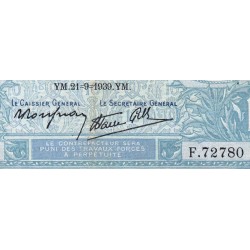 YM.21-9-1939.YM.
LE CAISSIER GÉNÉRAL LE SECRÉTAIRE GÉNÉRAL
LE CONTREFACTEUR SERA
PUNI DES TRAVAUX FORCÉS
À PERPÉTUITÉ
F.72780